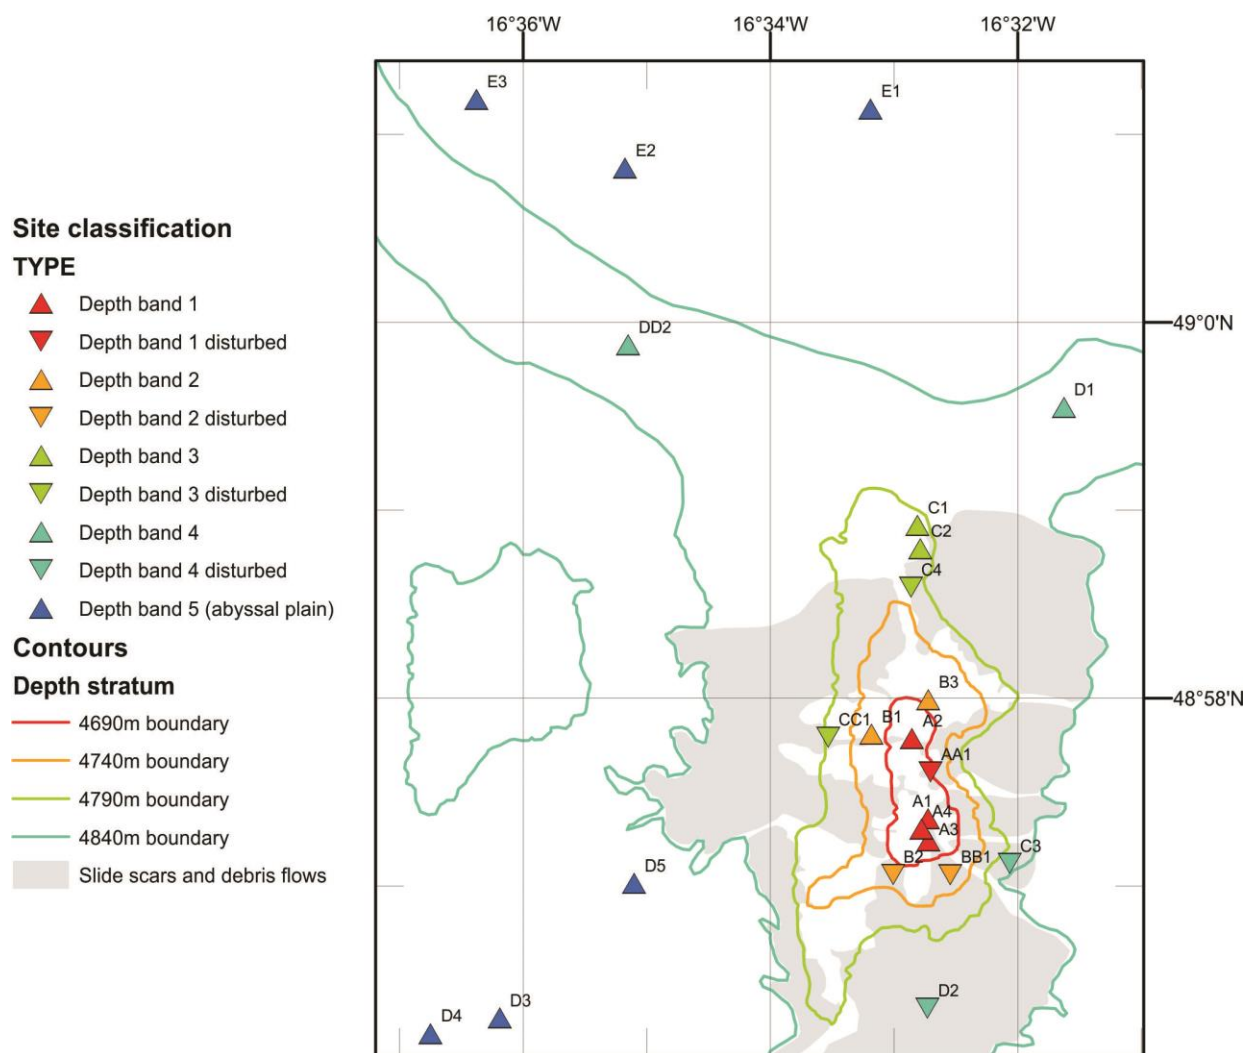 16°36'W
16°34'W
16°32'W
E3
E1
E2
Site classification
TYPE
Depth band 1
Depth band 1 disturbed
Depth band 2
Depth band 2 disturbed
Depth band 3
Depth band 3 disturbed
Depth band 4
Depth band 4 disturbed
Depth band 5 (abyssal plain)
Contours
Depth stratum
4690m boundary
4740m boundary
4790m boundary
4840m boundary
Slide scars and debris flows
49°0'N
DD2
D1
C1
C2
C4
B3
48°58'N
CC1
B1
A2
AA1
A1
A4
A3
C3
B2
BB1
D5
D2
D3
D4